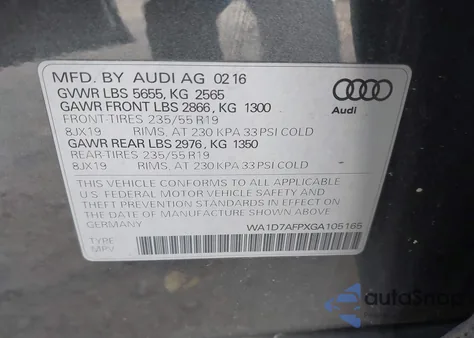 MFD. BY AUDI AG 02 16
GVWR LBS 5655, KG 2565
GAWR FRONT LBS 2866, KG 1300
FRONT-TIRES 235/55 R19
8JX19 RIMS, AT 230 KPA 33 PSI COLD
GAWR REAR LBS 2976, KG 1350
REAR-TIRES 235/55 R19
8JX19 RIMS, AT 230 KPA 33 PSI COLD
Audi
THIS VEHICLE CONFORMS TO ALL APPLICABLE
U.S. FEDERAL MOTOR VEHICLE SAFETY AND
THEFT PREVENTION STANDARDS IN EFFECT ON THE
DATE OF MANUFACTURE SHOWN ABOVE.
GERMANY
WA1D7AFPXGA105165
TYPE
MPV
autoSnap